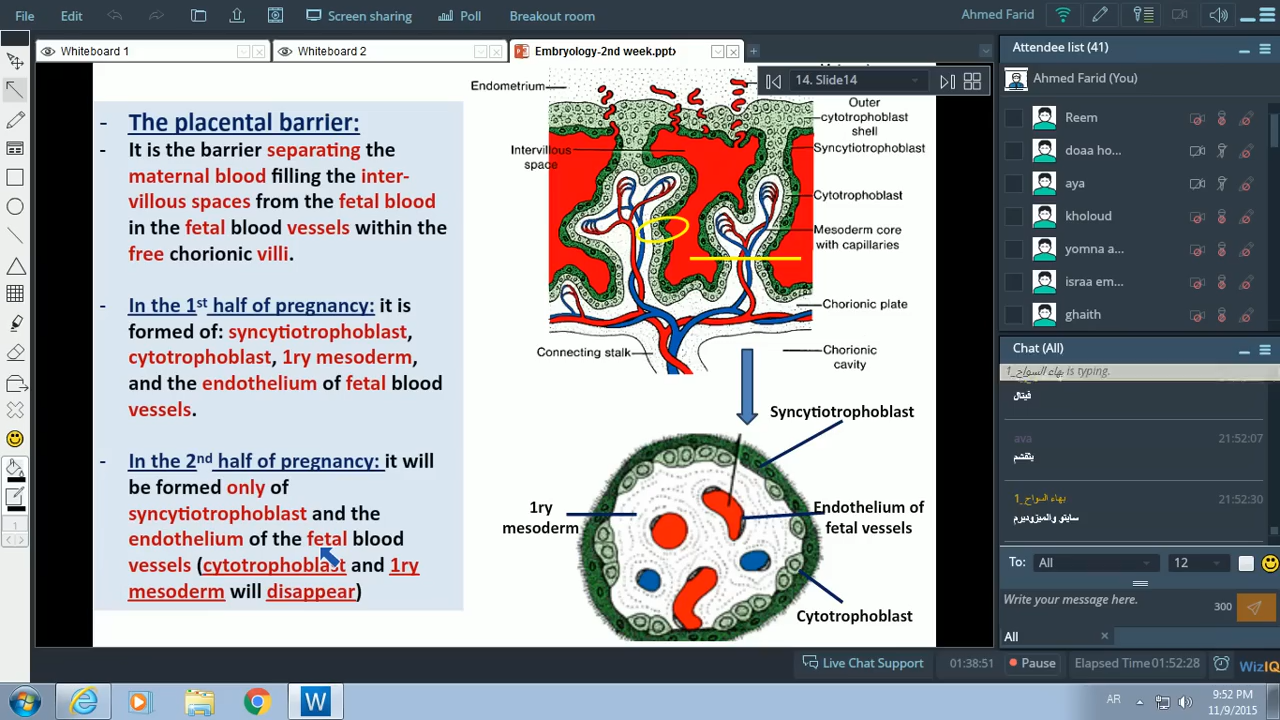 File
Edit
Screen sharing
Poll
Breakout room
Ahmed Farid
Whiteboard 1
Whiteboard 2
Embryology-2nd week.ppt
14. Slide14
- The placental barrier:
- It is the barrier separating the
maternal blood filling the inter-
villous spaces from the fetal blood
in the fetal blood vessels within the
free chorionic villi.
- In the 1st half of pregnancy: it is
formed of: syncytiotrophoblast,
cytotrophoblast, 1ry mesoderm,
and the endothelium of fetal blood
vessels.
- In the 2nd half of pregnancy: it will
be formed only of
syncytiotrophoblast and the
endothelium of the fetal blood
vessels (cytotrophoblast and 1ry
mesoderm will disappear)
Endometrium
Outer
cytotrophoblast
shell
Intervillous
space
Syncytiotrophoblast
Cytotrophoblast
Mesoderm core
with capillaries
Chorionic plate
Connecting stalk
Chorionic
cavity
Syncytiotrophoblast
1ry
mesoderm
Endothelium of
fetal vessels
Cytotrophoblast
Attendee list (41)
Ahmed Farid (You)
Reem
doaa ho...
aya
kholoud
yomna a...
israa em...
ghaith
Chat (All)
بهاء السواح_1 is typing.
فيتال
ava 21:52:07
بتقسم
بهاء السواح_1 21:52:30
سايتو والميزوديرم
To: All 12
Write your message here.
300
All
Live Chat Support
01:38:51
Pause
Elapsed Time 01:52:28
WizIQ
AR
9:52 PM
11/9/2015